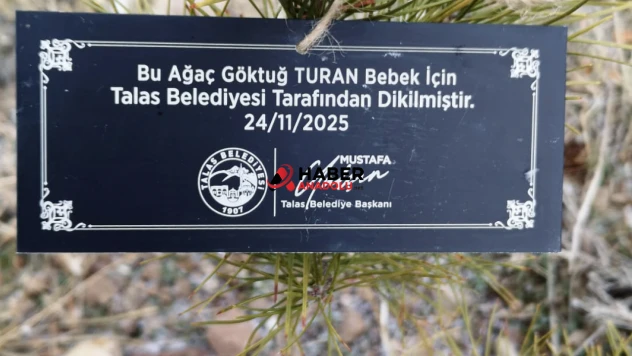 Bu Ağaç Göktuğ TURAN Bebek İçin
Talas Belediyesi Tarafından Dikilmiştir.
24/11/2025
TALAS BELEDİYESİ
1907
MUSTAFA
HABER
ANADOLU
Talas Belediye Başkanı